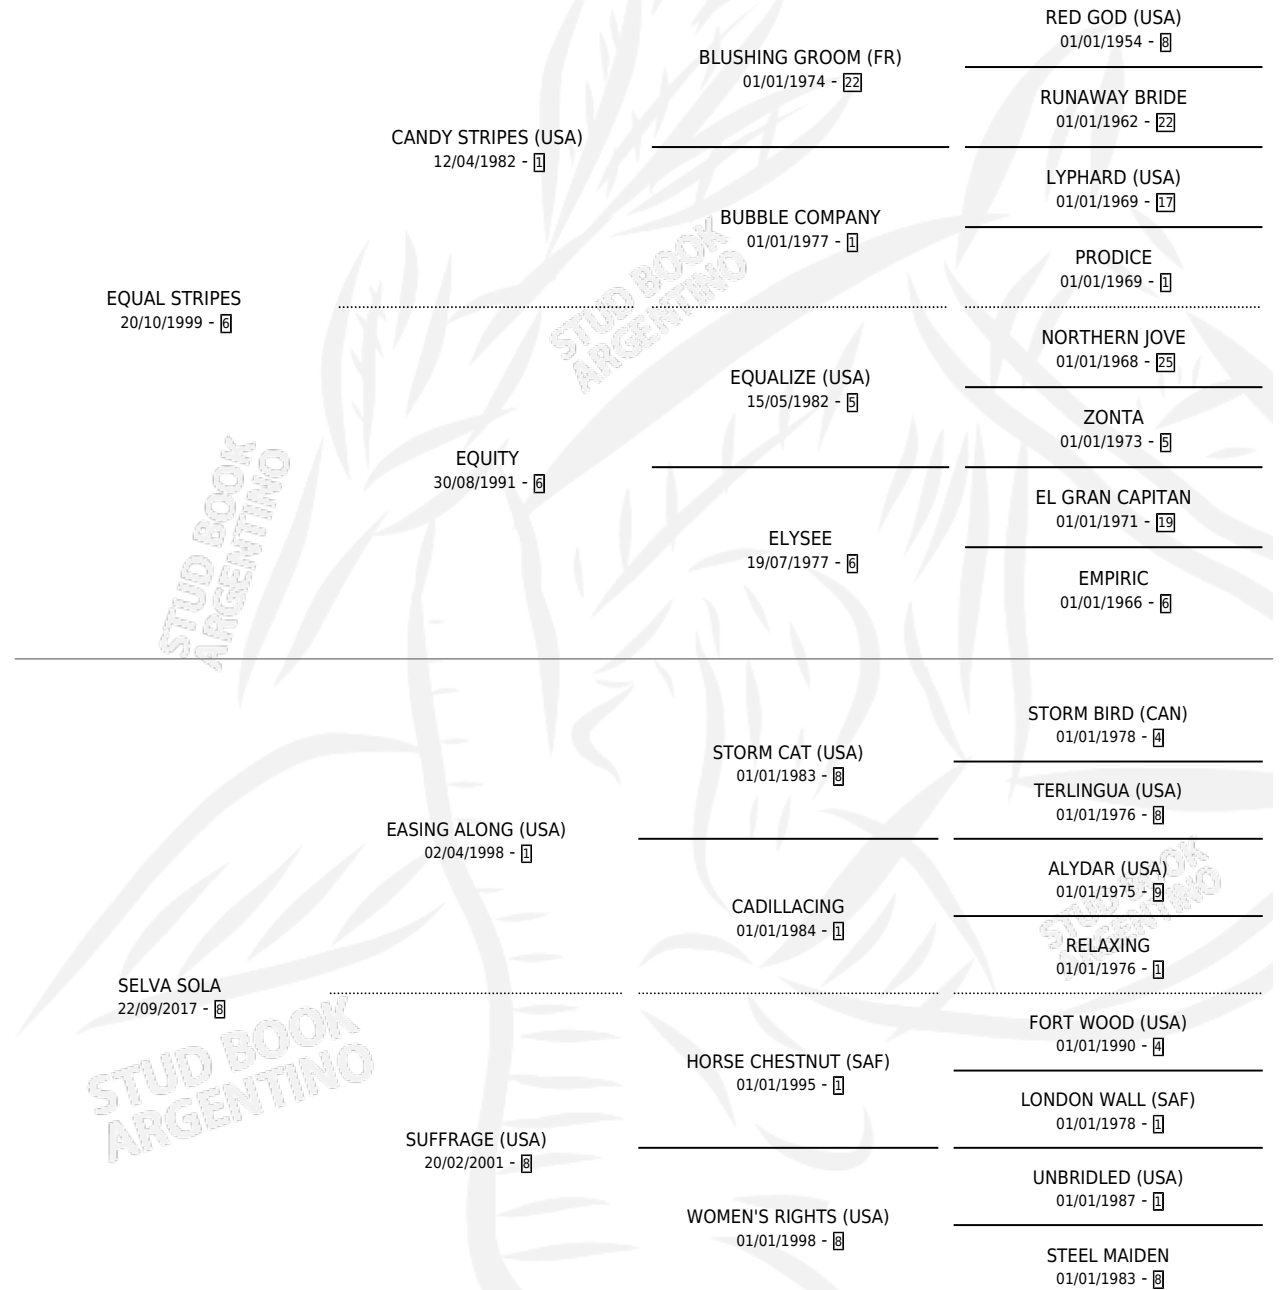 RED GOD (USA)
01/01/1954 - 8
BLUSHING GROOM (FR)
01/01/1974 - 22
RUNAWAY BRIDE
01/01/1962 - 22
CANDY STRIPES (USA)
12/04/1982 - 1
LYPHARD (USA)
01/01/1969 - 17
BUBBLE COMPANY
01/01/1977 - 1
PRODICE
01/01/1969 - 1
EQUAL STRIPES
20/10/1999 - 6
STUD BOOK
ARGENTINO
NORTHERN JOVE
01/01/1968 - 25
EQUALIZE (USA)
15/05/1982 - 5
ZONTA
01/01/1973 - 5
EQUITY
30/08/1991 - 6
EL GRAN CAPITAN
01/01/1971 - 19
ELYSEE
19/07/1977 - 6
EMPIRIC
01/01/1966 - 6
STUD BOOK
ARGENTINO
STORM BIRD (CAN)
01/01/1978 - 4
STORM CAT (USA)
01/01/1983 - 8
TERLINGUA (USA)
01/01/1976 - 8
EASING ALONG (USA)
02/04/1998 - 1
ALYDAR (USA)
01/01/1975 - 9
CADILLACING
01/01/1984 - 1
RELAXING
01/01/1976 - 1
STUD BOOK
ARGENTINO
SELVA SOLA
22/09/2017 - 8
FORT WOOD (USA)
01/01/1990 - 4
HORSE CHESTNUT (SAF)
01/01/1995 - 1
LONDON WALL (SAF)
01/01/1978 - 1
STUD BOOK
ARGENTINO
SUFFRAGE (USA)
20/02/2001 - 8
UNBRIDLED (USA)
01/01/1987 - 1
WOMEN'S RIGHTS (USA)
01/01/1998 - 8
STEEL MAIDEN
01/01/1983 - 8